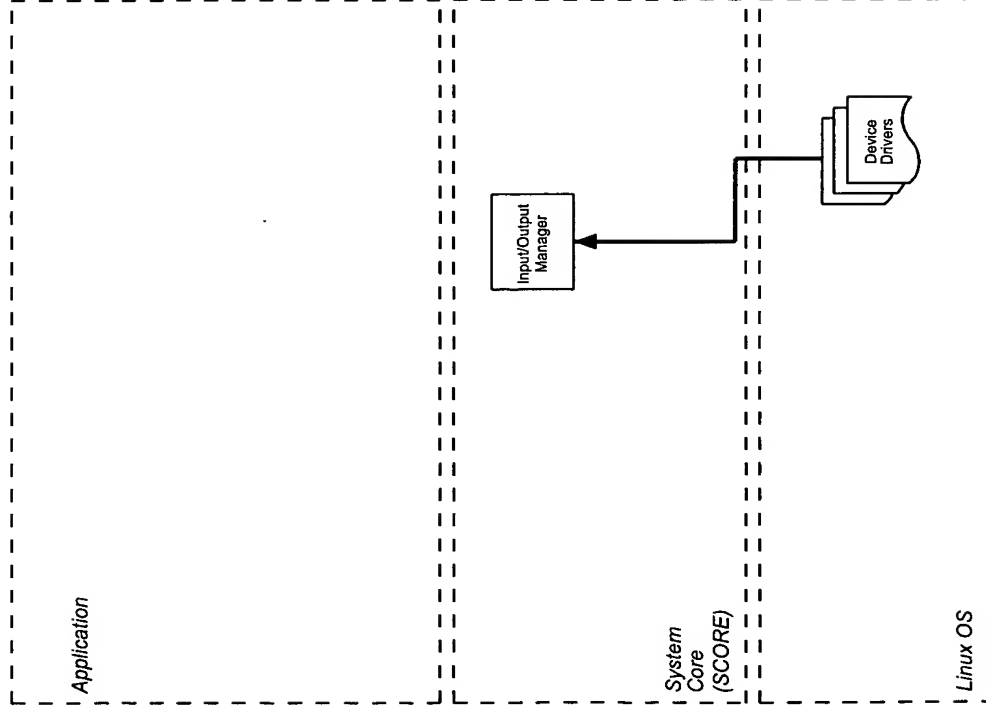 Application
Input/Output
Manager
System
Core
(SCORE)
Device
Drivers
Linux OS